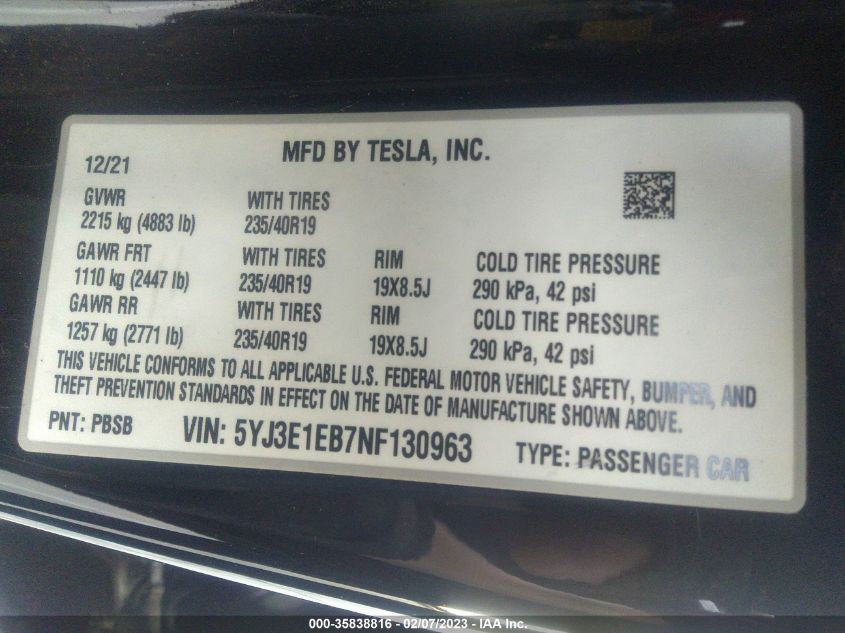 MFD BY TESLA, INC.
12/21
GVWR WITH TIRES
2215 kg (4883 lb) 235/40R19
GAWR FRT WITH TIRES RIM COLD TIRE PRESSURE
1110 kg (2447 lb) 235/40R19 19X8.5J 290 kPa, 42 psi
GAWR RR WITH TIRES RIM COLD TIRE PRESSURE
1257 kg (2771 lb) 235/40R19 19X8.5J 290 kPa, 42 psi
THIS VEHICLE CONFORMS TO ALL APPLICABLE U.S. FEDERAL MOTOR VEHICLE SAFETY, BUMPER, AND
THEFT PREVENTION STANDARDS IN EFFECT ON THE DATE OF MANUFACTURE SHOWN ABOVE.
PNT: PBSB VIN: 5YJ3E1EB7NF130963 TYPE: PASSENGER CAR
000-35838816 - 02/07/2023 - IAA Inc.